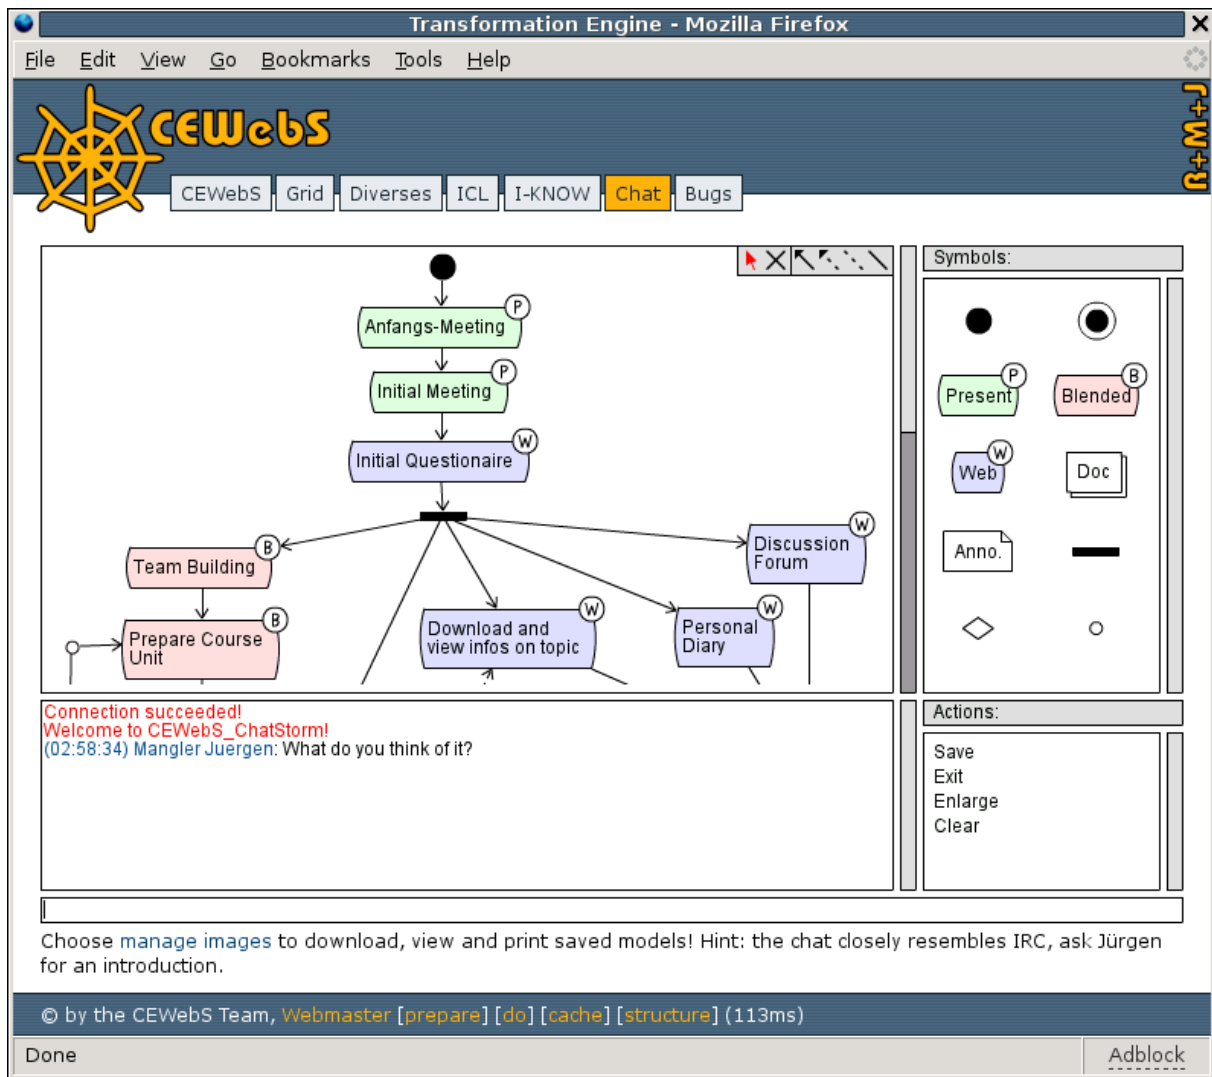 Transformation Engine - Mozilla Firefox
File Edit View Go Bookmarks Tools Help
CEWebS
J+W+R
CEWebS Grid Diverses ICL I-KNOW Chat Bugs
Anfangs-Meeting P
Initial Meeting P
Initial Questionaire W
Team Building B
Discussion
Forum W
Prepare Course
Unit B
Download and
view infos on topic W
Personal
Diary W
Symbols:
Present P
Blended B
Web W
Doc
Anno.
Connection succeeded!
Welcome to CEWebS_ChatStorm!
(02:58:34) Mangler Juergen: What do you think of it?
Actions:
Save
Exit
Enlarge
Clear
Choose manage images to download, view and print saved models! Hint: the chat closely resembles IRC, ask Jürgen
for an introduction.
© by the CEWebS Team, Webmaster [prepare] [do] [cache] [structure] (113ms)
Done
Adblock